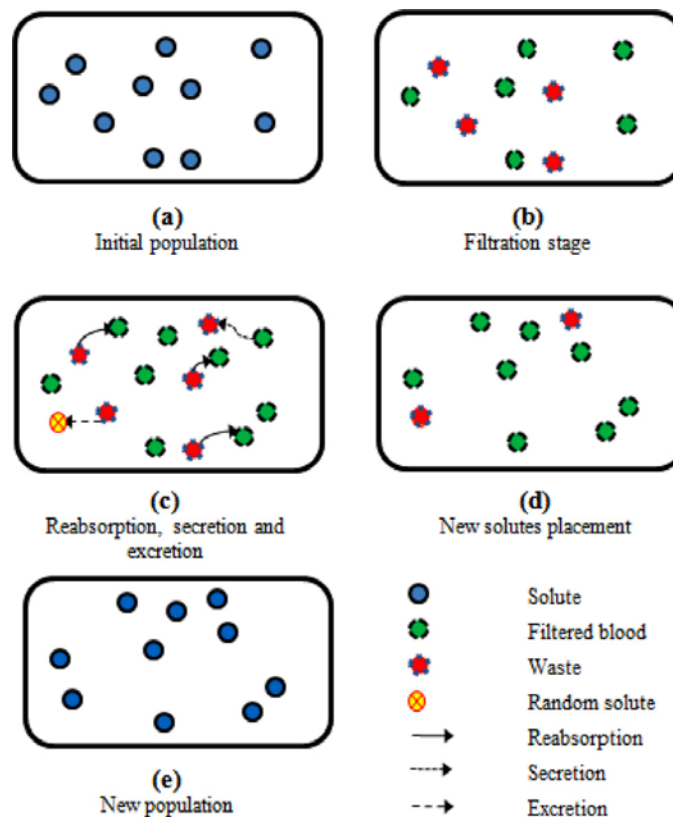 (a)
Initial population
(b)
Filtration stage
(c)
Reabsorption, secretion and
excretion
(d)
New solutes placement
(e)
New population
Solute
Filtered blood
Waste
Random solute
Reabsorption
Secretion
Excretion